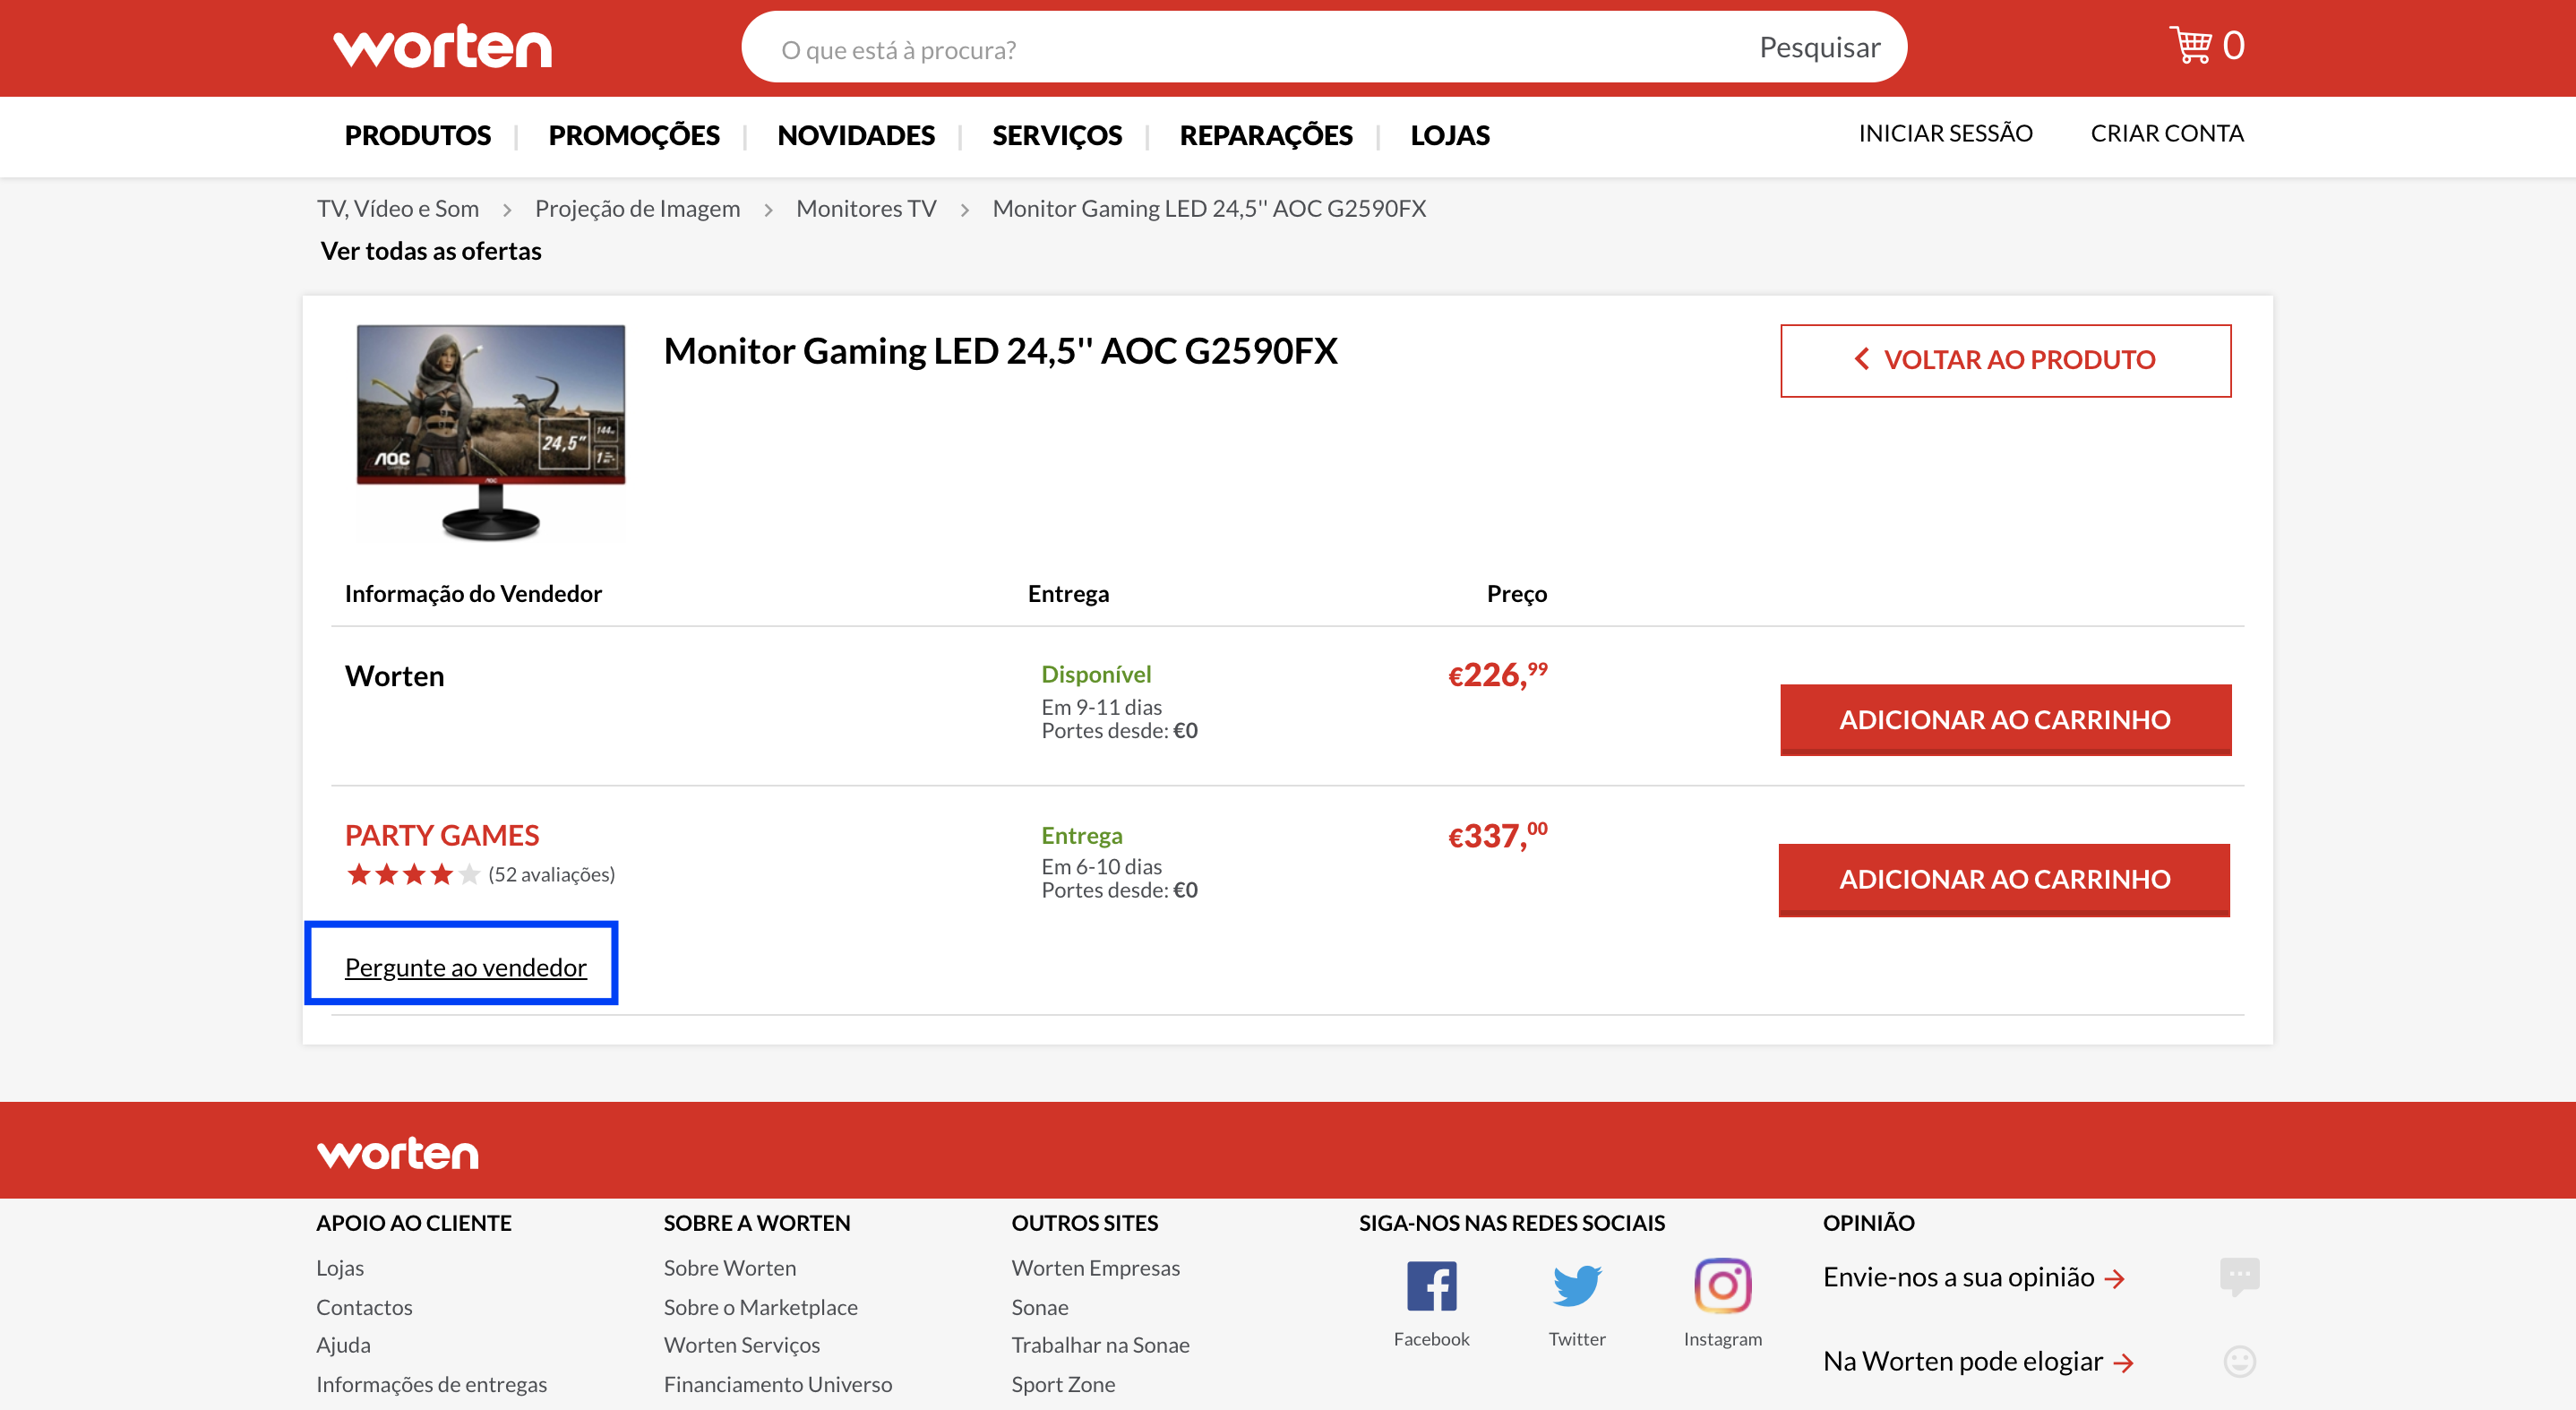 worten
O que está à procura?
Pesquisar
0
PRODUTOS
PROMOÇÕES
NOVIDADES
SERVIÇOS
REPARAÇÕES
LOJAS
INICIAR SESSÃO
CRIAR CONTA
TV, Vídeo e Som > Projeção de Imagem > Monitores TV > Monitor Gaming LED 24,5'' AOC G2590FX
Ver todas as ofertas
24,5"
144
AOC
1
Monitor Gaming LED 24,5'' AOC G2590FX
VOLTAR AO PRODUTO
Informação do Vendedor
Entrega
Preço
Worten
Disponível
Em 9-11 dias
Portes desde: €0
€226,99
ADICIONAR AO CARRINHO
PARTY GAMES
(52 avaliações)
Entrega
Em 6-10 dias
Portes desde: €0
€337,00
ADICIONAR AO CARRINHO
Pergunte ao vendedor
worten
APOIO AO CLIENTE
Lojas
Contactos
Ajuda
Informações de entregas
SOBRE A WORTEN
Sobre Worten
Sobre o Marketplace
Worten Serviços
Financiamento Universo
OUTROS SITES
Worten Empresas
Sonae
Trabalhar na Sonae
Sport Zone
SIGA-NOS NAS REDES SOCIAIS
Facebook
Twitter
Instagram
OPINIÃO
Envie-nos a sua opinião
Na Worten pode elogiar